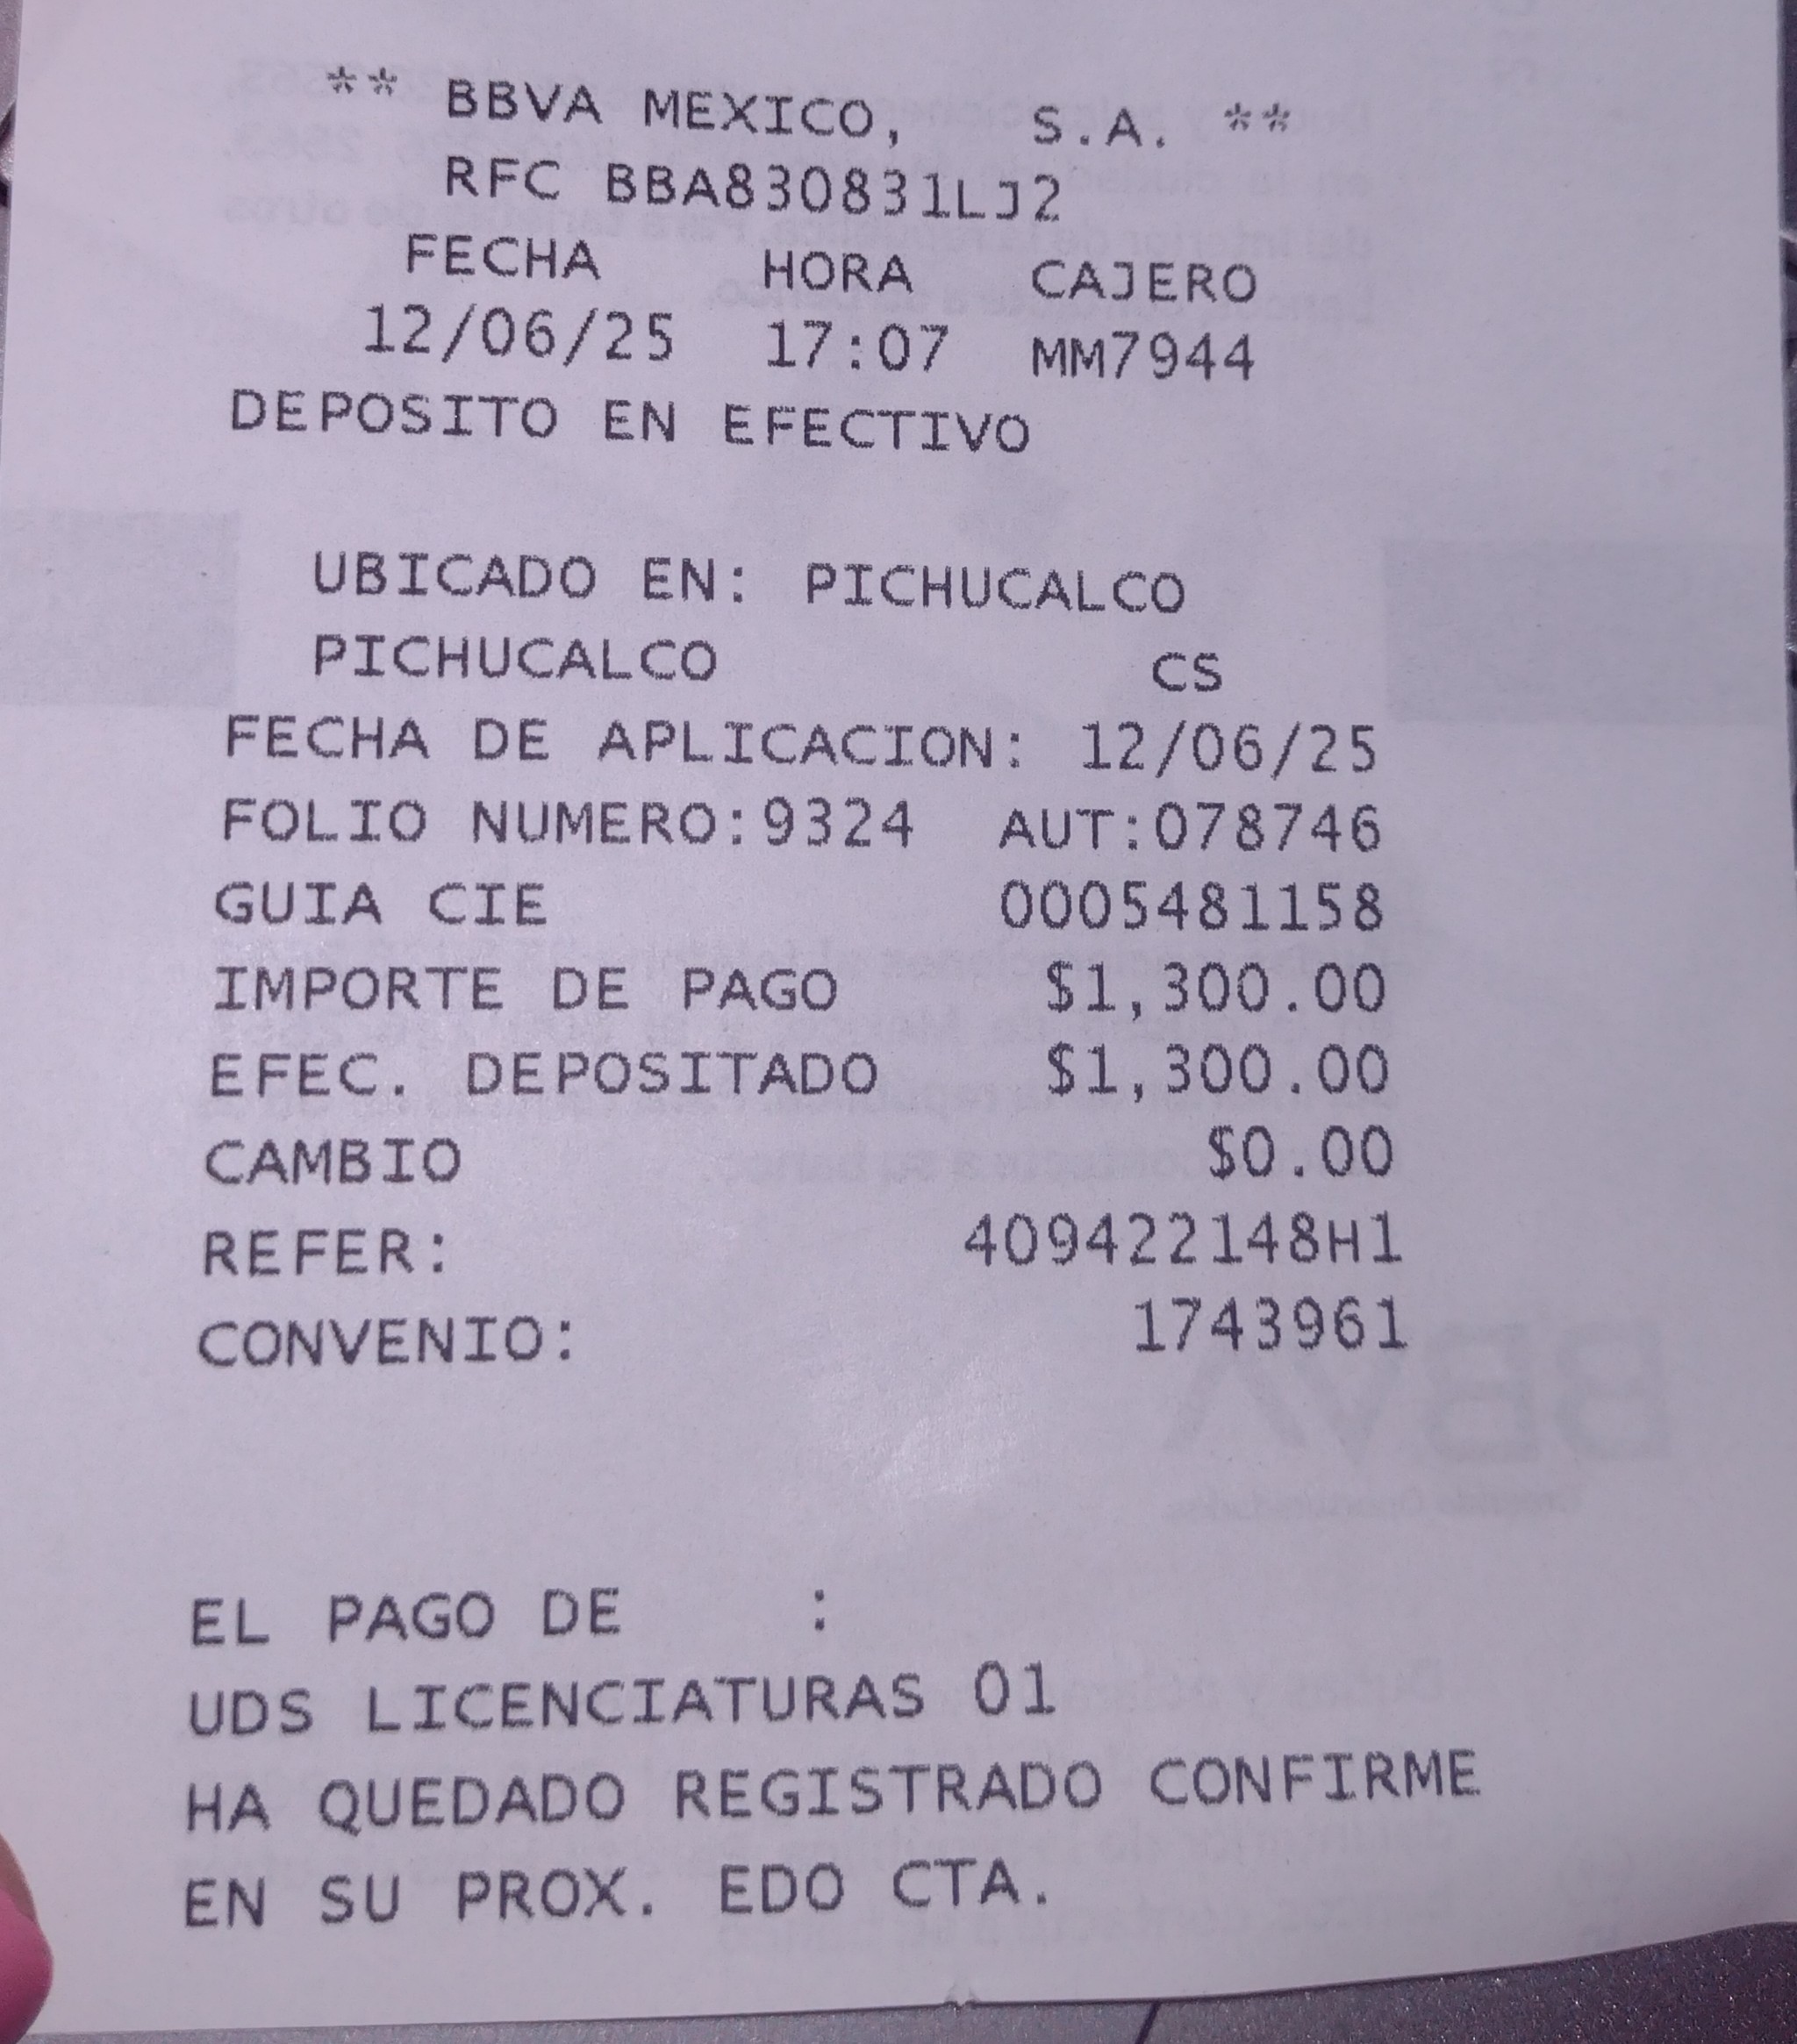 ** BBVA MEXICO, S.A. **
RFC BBA830831LJ2
FECHA HORA CAJERO
12/06/25 17:07 MM7944
DEPOSITO EN EFECTIVO
UBICADO EN: PICHUCALCO
PICHUCALCO CS
FECHA DE APLICACION: 12/06/25
FOLIO NUMERO:9324 AUT:078746
GUIA CIE 0005481158
IMPORTE DE PAGO $1,300.00
EFEC. DEPOSITADO $1,300.00
CAMBIO $0.00
REFER: 409422148H1
CONVENIO: 1743961
BBVA
EL PAGO DE :
UDS LICENCIATURAS 01
HA QUEDADO REGISTRADO CONFIRME
EN SU PROX. EDO CTA.